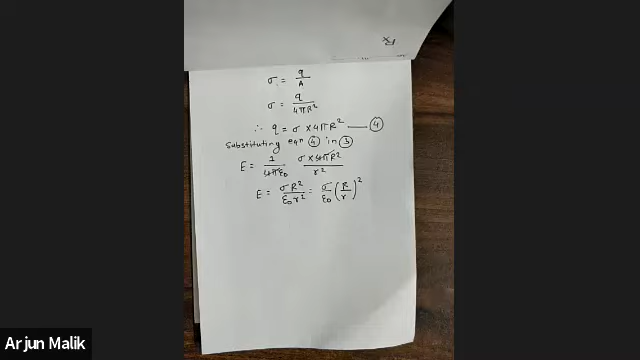 σ = q/A
σ = q/4πR²
∴ q = σ × 4πR² —— ④
Substituting eqn ④ in ③
E = 1/4πε₀ σ × 4πR²/r²
E = σR²/ε₀r² = σ/ε₀ (R/r)²
Arjun Malik